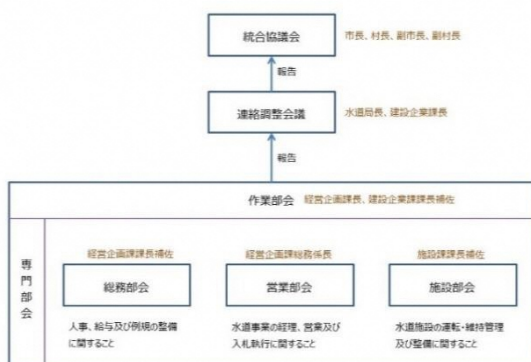 統合協議会
市長、村長、副市長、副村長
報告
連絡調整会議
水道局長、建設企業課長
報告
作業部会
経営企画課長、建設企業課課長補佐
専門部会
経営企画課課長補佐
総務部会
人事、給与及び例規の整備
に関すること
経営企画課総務係長
営業部会
水道事業の経理、営業及び
入札執行に関すること
施設課課長補佐
施設部会
水道施設の運転・維持管理
及び整備に関すること